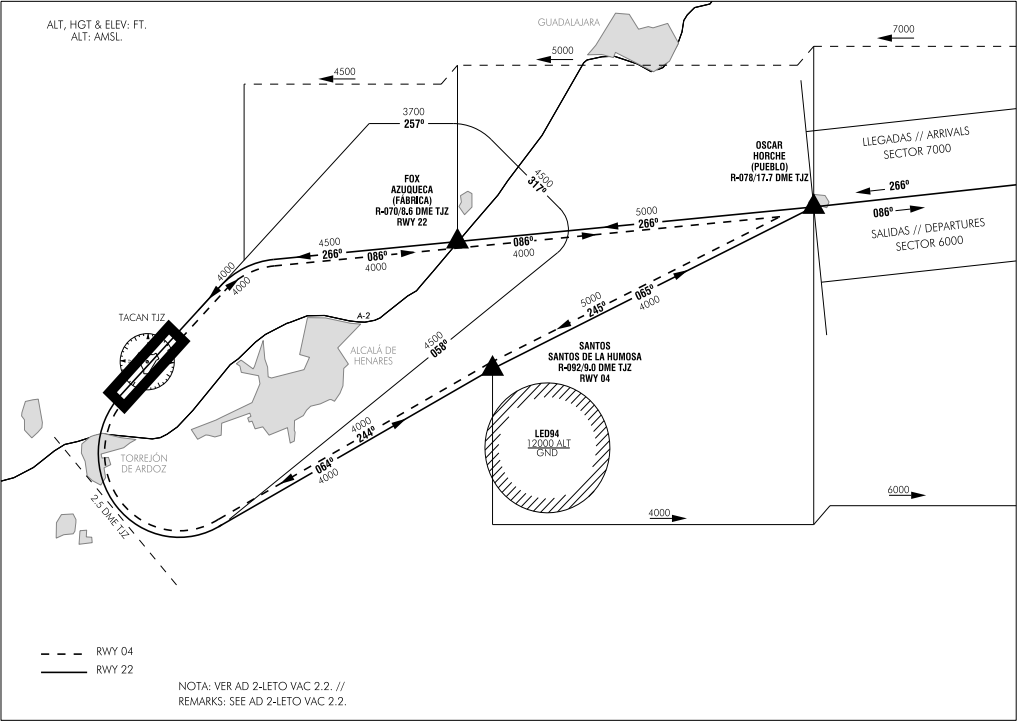 ALT, HGT & ELEV: FT.
ALT: AMSL.
GUADALAJARA
7000
5000
4500
3700
257º
4500
317º
FOX
AZUQUECA
(FÁBRICA)
R-070/8.6 DME TJZ
RWY 22
OSCAR
HORCHE
(PUEBLO)
R-078/17.7 DME TJZ
LLEGADAS // ARRIVALS
SECTOR 7000
266º
086º
SALIDAS // DEPARTURES
SECTOR 6000
5000
266º
086º
4000
4500
266º
086º
4000
4000
4000
TACAN TJZ
A-2
ALCALÁ DE
HENARES
4500
058º
5000
245º
065º
4000
SANTOS
SANTOS DE LA HUMOSA
R-092/9.0 DME TJZ
RWY 04
LED94
12000 ALT
GND
4000
244º
064º
4000
TORREJÓN
DE ARDOZ
2.5 DME TJZ
6000
4000
RWY 04
RWY 22
NOTA: VER AD 2-LETO VAC 2.2. //
REMARKS: SEE AD 2-LETO VAC 2.2.